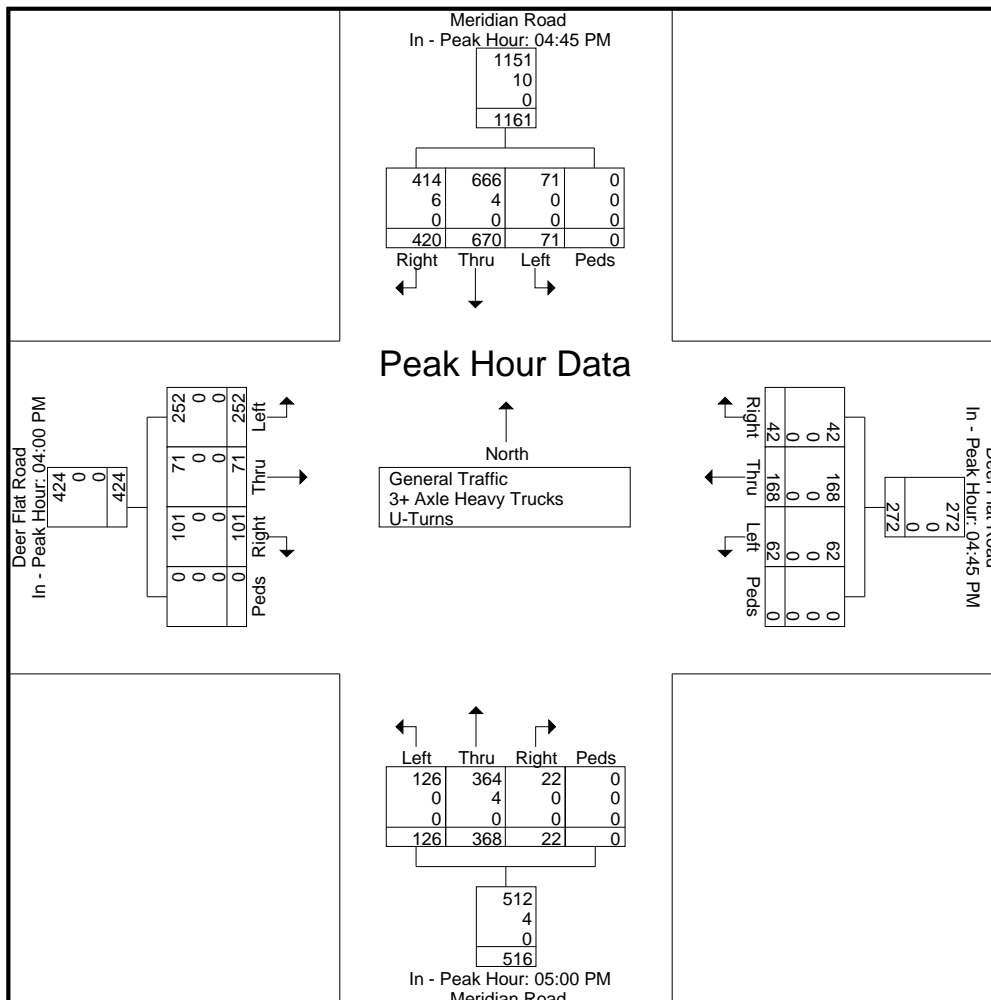 Meridian Road
In - Peak Hour: 04:45 PM
1151
10
0
1161
414 666 71 0
6 4 0 0
0 0 0 0
420 670 71 0
Right Thru Left Peds
Peak Hour Data
North
General Traffic
3+ Axle Heavy Trucks
U-Turns
Deer Flat Road
In - Peak Hour: 04:00 PM
424
0
0
424
252 0 0 252 Left
71 0 0 71 Thru
101 0 0 101 Right
0 0 0 0 Peds
Right 42 0 0 42
Thru 168 0 0 168
Left 62 0 0 62
Peds 0 0 0 0
272
0
0
272
In - Peak Hour: 04:45 PM
Deer Flat Road
Left Thru Right Peds
126 364 22 0
0 4 0 0
0 0 0 0
126 368 22 0
512
4
0
516
In - Peak Hour: 05:00 PM
Meridian Road